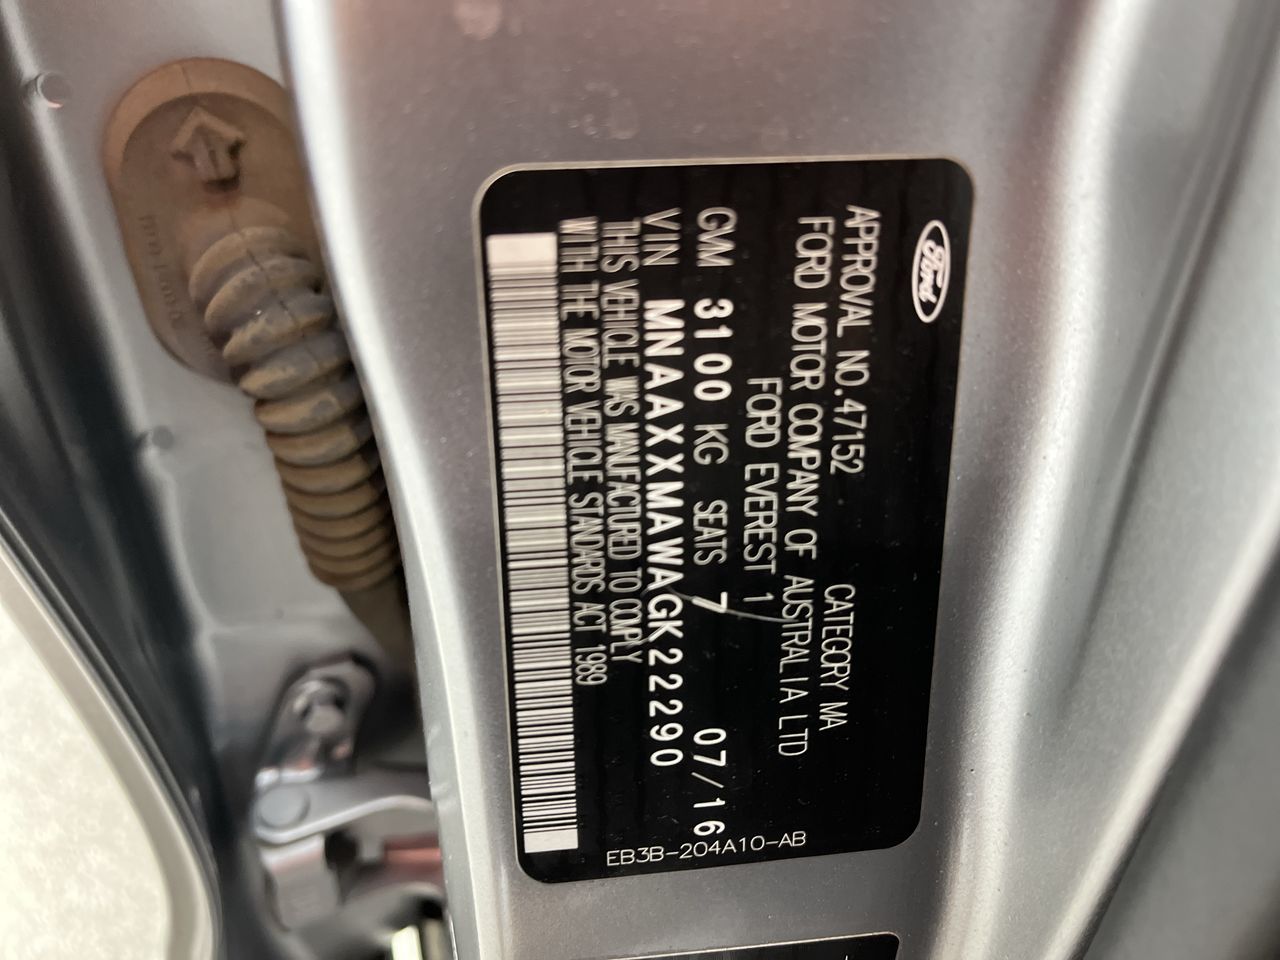 Ford
APPROVAL NO.47152 CATEGORY MA
FORD MOTOR COMPANY OF AUSTRALIA LTD
FORD EVEREST 1
GVM 3100 KG SEATS 7 07/16
VIN MNAAXXMAWAGK22290
THIS VEHICLE WAS MANUFACTURED TO COMPLY
WITH THE MOTOR VEHICLE STANDARDS ACT 1989
EB3B-204A10-AB